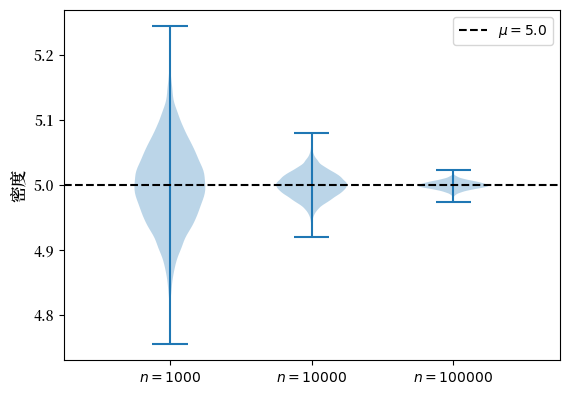 μ = 5.0
5.2
5.1
5.0
4.9
4.8
密度
n = 1000
n = 10000
n = 100000